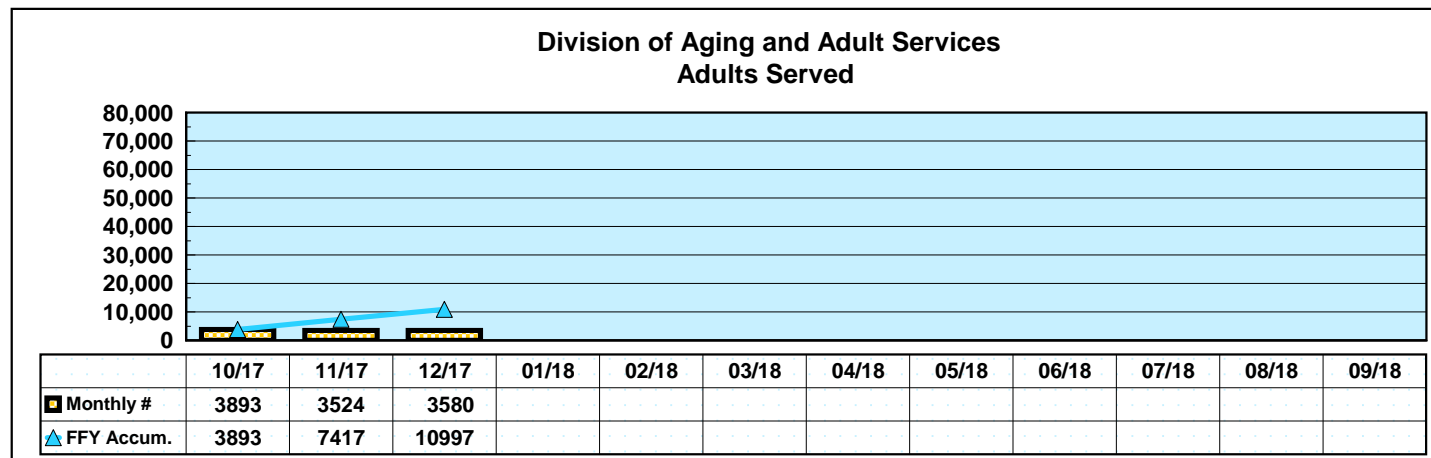 Division of Aging and Adult Services
Adults Served
80,000
70,000
60,000
50,000
40,000
30,000
20,000
10,000
0
10/17 11/17 12/17 01/18 02/18 03/18 04/18 05/18 06/18 07/18 08/18 09/18
Monthly # 3893 3524 3580
FFY Accum. 3893 7417 10997